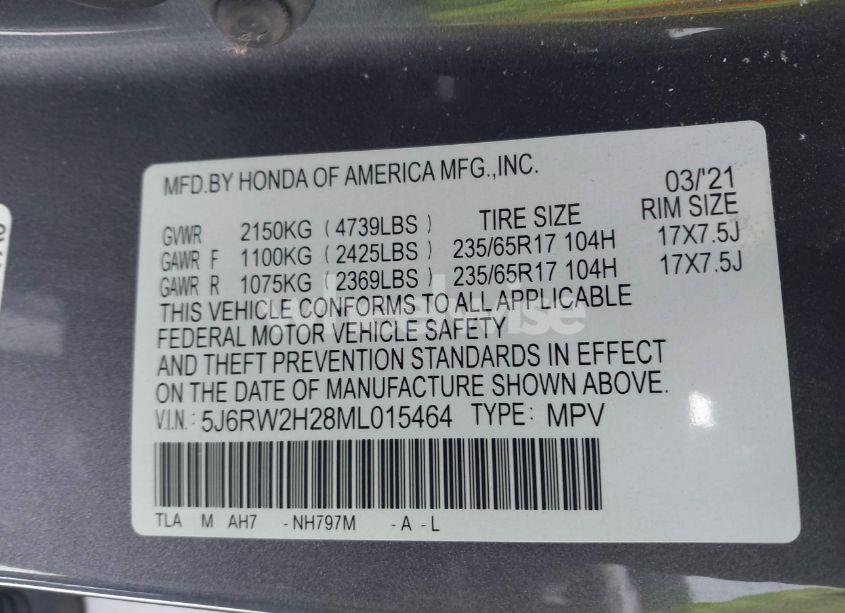 MFD.BY HONDA OF AMERICA MFG.,INC.
03/'21
GVWR 2150KG (4739LBS) TIRE SIZE RIM SIZE
GAWR F 1100KG (2425LBS) 235/65R17 104H 17X7.5J
GAWR R 1075KG (2369LBS) 235/65R17 104H 17X7.5J
THIS VEHICLE CONFORMS TO ALL APPLICABLE
FEDERAL MOTOR VEHICLE SAFETY
AND THEFT PREVENTION STANDARDS IN EFFECT
ON THE DATE OF MANUFACTURE SHOWN ABOVE.
V.I.N.: 5J6RW2H28ML015464 TYPE: MPV
TLA M AH7 -NH797M -A -L